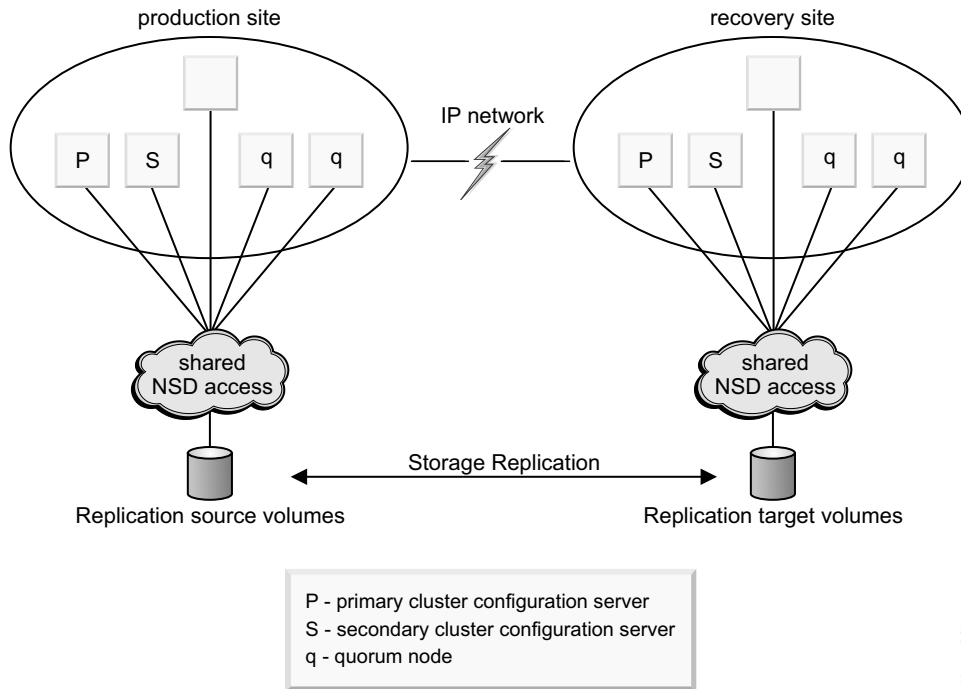 production site
recovery site
IP network
P
S
q
q
P
S
q
q
shared
NSD access
shared
NSD access
Storage Replication
Replication source volumes
Replication target volumes
P - primary cluster configuration server
S - secondary cluster configuration server
q - quorum node